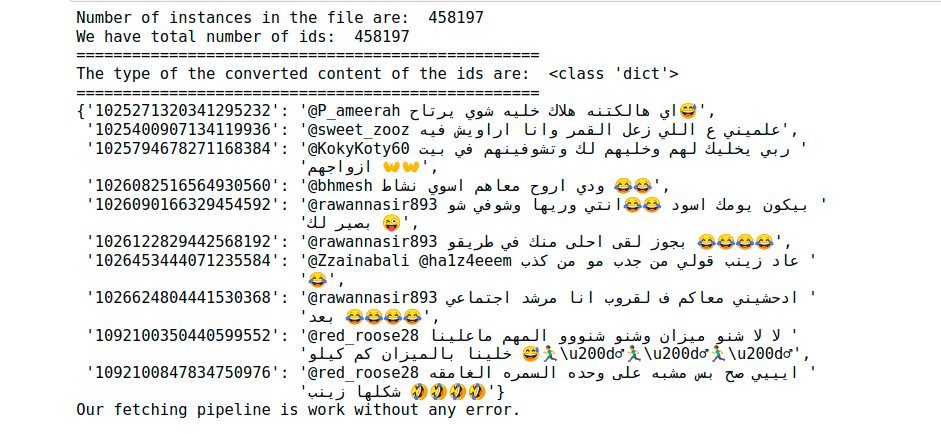 Number of instances in the file are:  458197
We have total number of ids:  458197
==================================================
The type of the converted content of the ids are:  <class 'dict'>
==================================================
{'1025271320341295232': '@P_ameerah اي هالكتنه هلاك خليه شوي يرتاح😅',
'1025400907134119936': '@sweet_zooz علميني ع اللي زعل القمر وانا اراويش فيه',
'1025794678271168384': '@KokyKoty60 ربي يخليك لهم وخليهم لك وتشوفينهم في بيت '
'ازواجهم 👐👐',
'1026082516564930560': '@bhmesh ودي اروح معاهم اسوي نشاط 😂😂',
'1026090166329454592': '@rawannasir893 انتي وريها وشوفي شو😂😂 بيكون يومك اسود '
'بصير لك 😜',
'1026122829442568192': '@rawannasir893 بجوز لقى احلى منك في طريقو 😂😂😂😂',
'1026453444071235584': '@Zzainabali @ha1z4eeem عاد زينب قولي من جدب مو من كذب '
'😂',
'1026624804441530368': '@rawannasir893 ادحشيني معاكم ف لقروب انا مرشد اجتماعي '
'بعد 😂😂😂😂',
'1092100350440599552': '@red_roose28 لا لا شنو ميزان وشنو شنووو المهم ماعلينا '
'خلينا بالميزان كم كيلو 😅🏃\u200d♂🏃\u200d♂🏃\u200d♂',
'1092100847834750976': '@red_roose28 اييي صح بس مشبه على وحده السمره الغامقه '
'شكلها زينب 🤣🤣🤣🤣'}
Our fetching pipeline is work without any error.